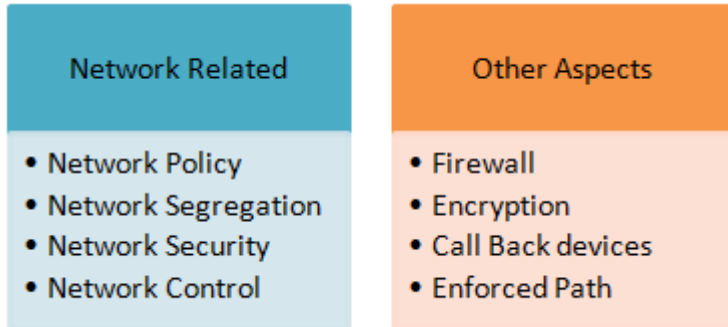 Network Related
• Network Policy
• Network Segregation
• Network Security
• Network Control
Other Aspects
• Firewall
• Encryption
• Call Back devices
• Enforced Path